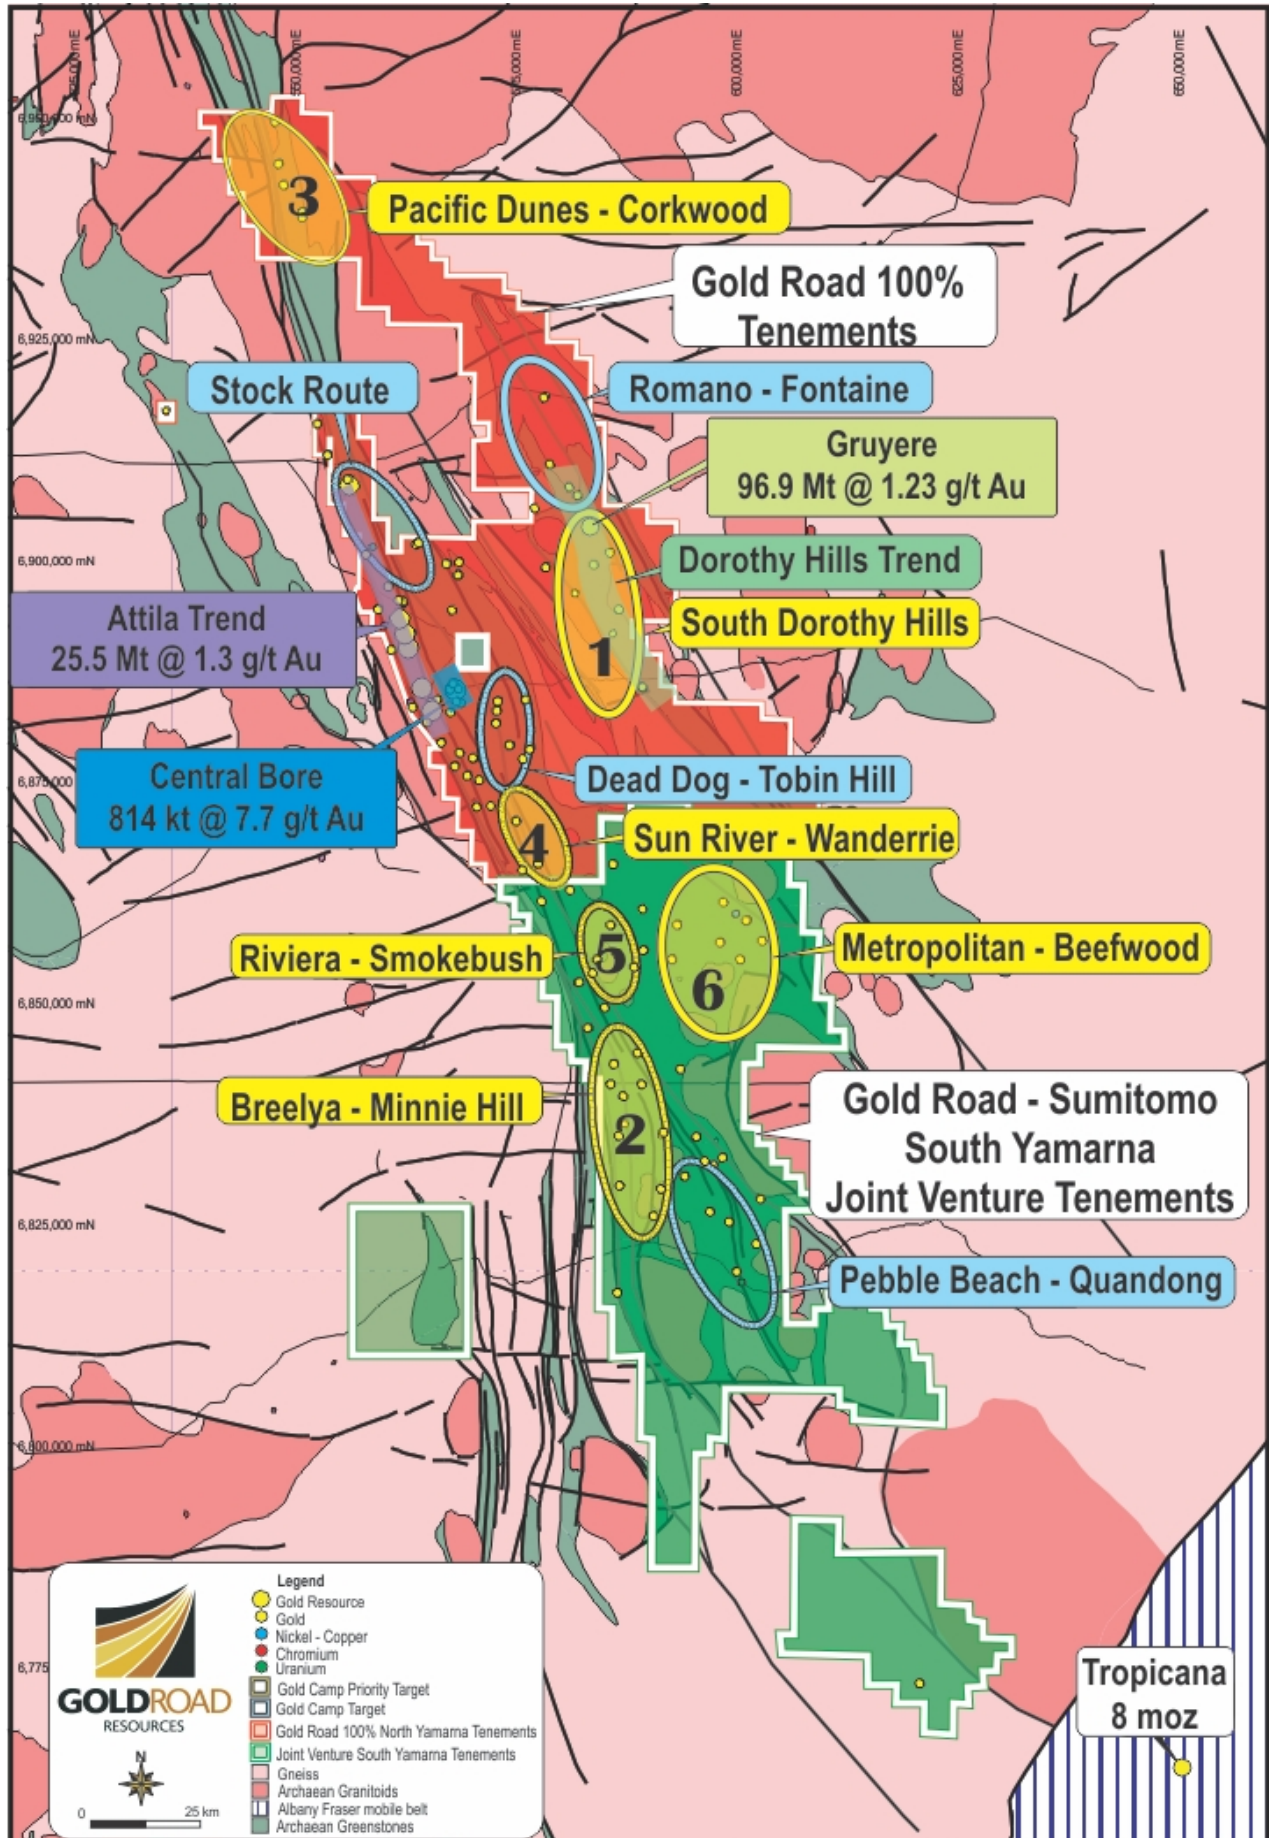 550,000 mE
600,000 mE
625,000 mE
650,000 mE
3
Pacific Dunes - Corkwood
Gold Road 100%
Tenements
6,925,000 mN
Stock Route
Romano - Fontaine
Gruyere
96.9 Mt @ 1.23 g/t Au
6,900,000 mN
Dorothy Hills Trend
Attila Trend
25.5 Mt @ 1.3 g/t Au
South Dorothy Hills
1
Central Bore
814 kt @ 7.7 g/t Au
6,875,000
Dead Dog - Tobin Hill
4
Sun River - Wanderrie
Riviera - Smokebush
5
Metropolitan - Beefwood
6
6,850,000 mN
Breelya - Minnie Hill
2
Gold Road - Sumitomo
South Yamarna
Joint Venture Tenements
6,825,000 mN
Pebble Beach - Quandong
6,800,000 mN
6,775
Tropicana
8 moz
Legend
Gold Resource
Gold
Nickel - Copper
Chromium
Uranium
Gold Camp Priority Target
Gold Camp Target
Gold Road 100% North Yamarna Tenements
Joint Venture South Yamarna Tenements
Gneiss
Archaean Granitoids
Albany Fraser mobile belt
Archaean Greenstones
GOLDROAD
RESOURCES
N
0 25 km